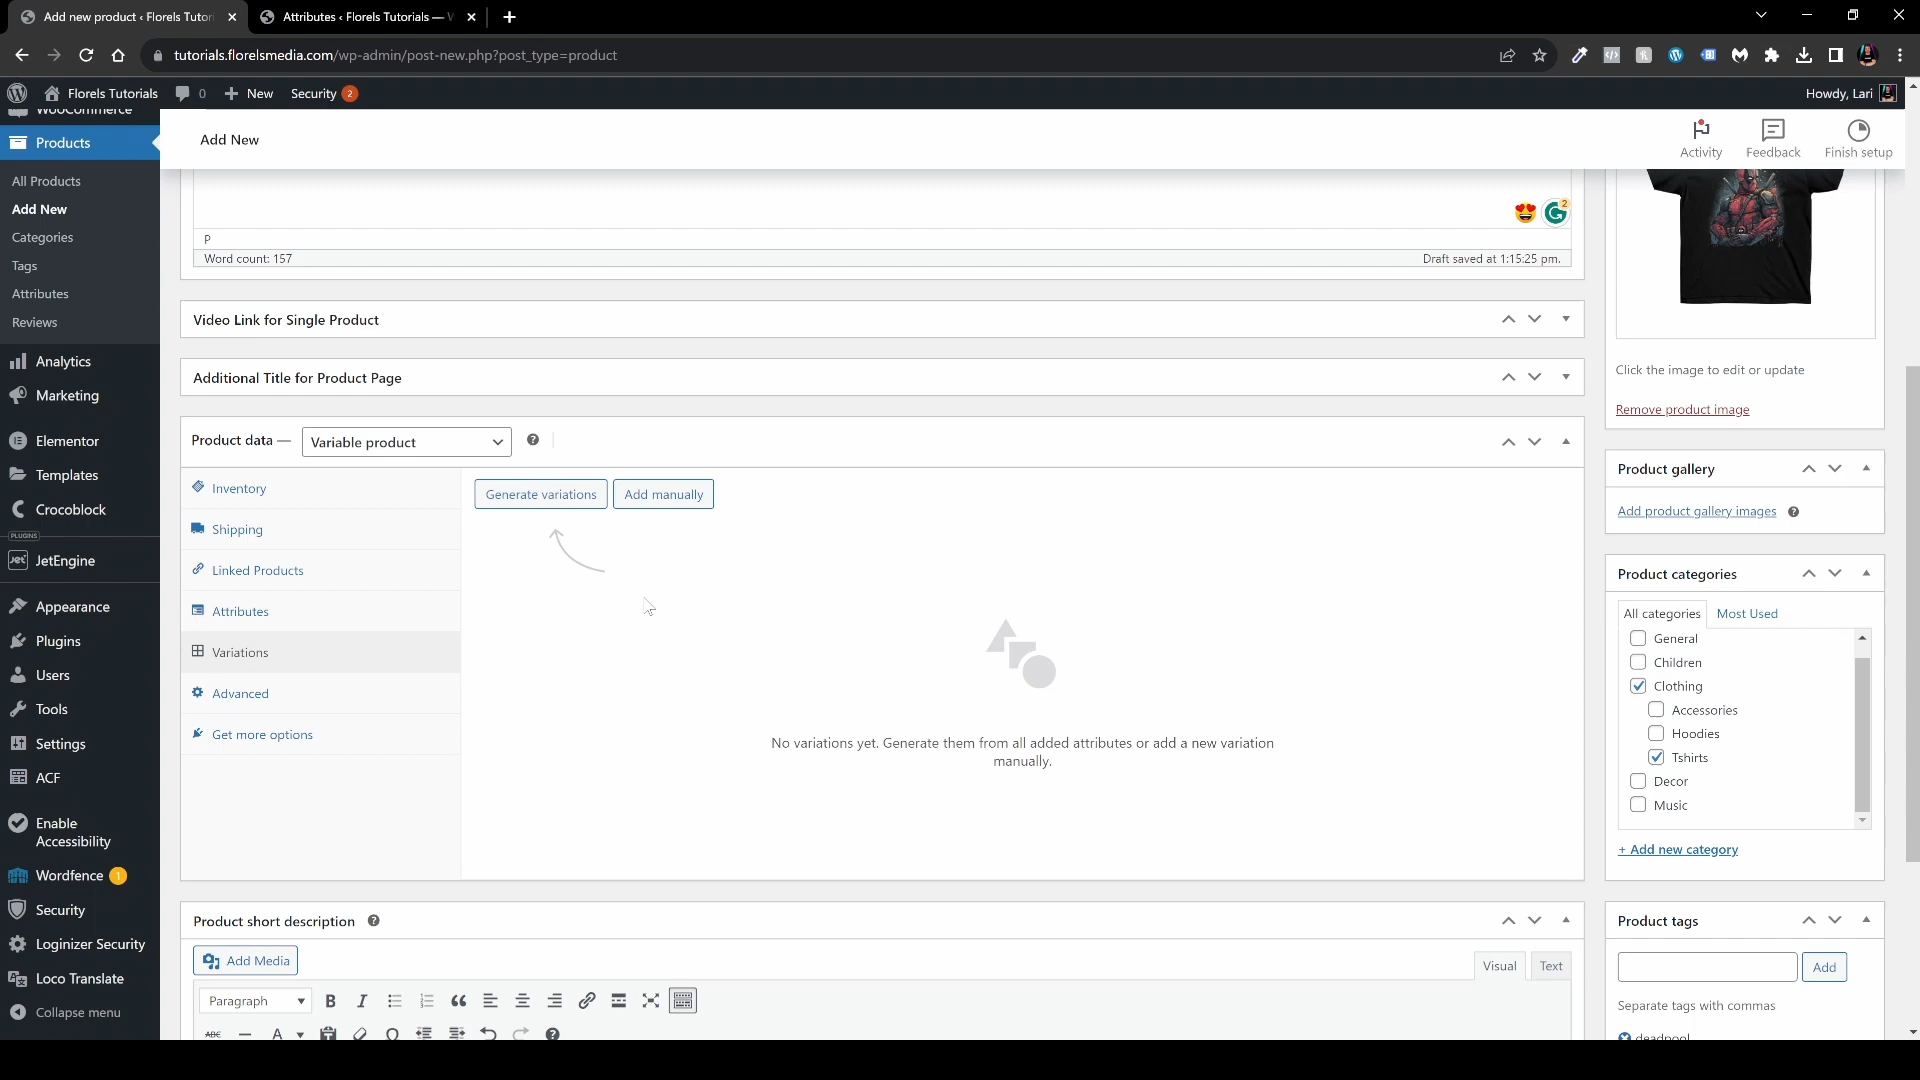 Add new product ‹ Florels Tutor
Attributes ‹ Florels Tutorials — W
tutorials.florelsmedia.com/wp-admin/post-new.php?post_type=product
Florels Tutorials
0
New
Security 2
Howdy, Lari
WooCommerce
Products
All Products
Add New
Categories
Tags
Attributes
Reviews
Analytics
Marketing
Elementor
Templates
Crocoblock
PLUGINS
JetEngine
Appearance
Plugins
Users
Tools
Settings
ACF
Enable
Accessibility
Wordfence 1
Security
Loginizer Security
Loco Translate
Collapse menu
Add New
Activity
Feedback
Finish setup
2
P
Word count: 157
Draft saved at 1:15:25 pm.
Video Link for Single Product
Additional Title for Product Page
Product data —
Variable product
Inventory
Shipping
Linked Products
Attributes
Variations
Advanced
Get more options
Generate variations
Add manually
No variations yet. Generate them from all added attributes or add a new variation
manually.
Product short description
Add Media
Visual
Text
Paragraph
B I
ABC
A
Click the image to edit or update
Remove product image
Product gallery
Add product gallery images
Product categories
All categories
Most Used
General
Children
Clothing
Accessories
Hoodies
Tshirts
Decor
Music
+ Add new category
Product tags
Add
Separate tags with commas
deadpool